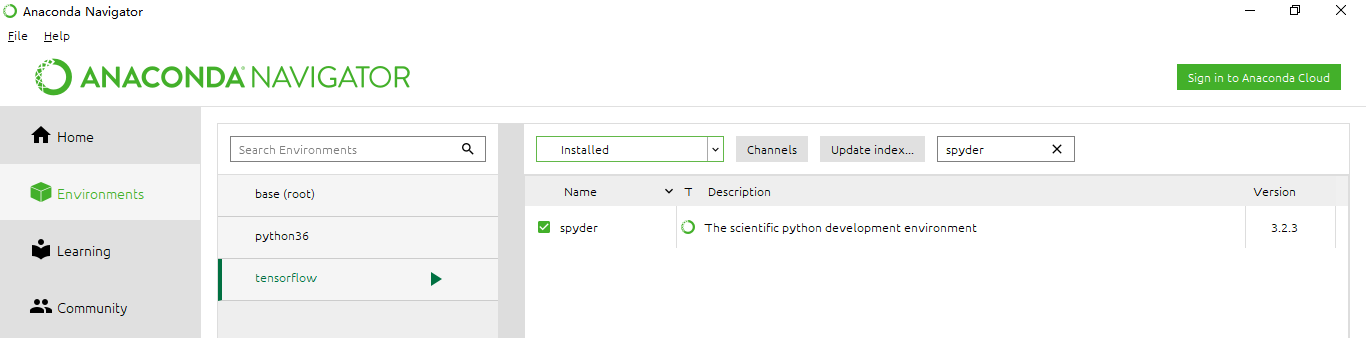 Anaconda Navigator
File Help
ANACONDA NAVIGATOR
Sign in to Anaconda Cloud
Home
Environments
Learning
Community
Search Environments
base (root)
python36
tensorflow
Installed Channels Update index... spyder
Name T Description Version
spyder The scientific python development environment 3.2.3